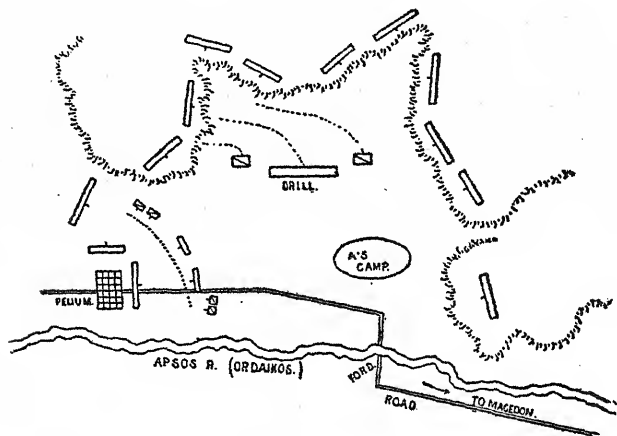 DRILL.
A'S
CAMP.
PELIUM.
APSOS R. (ORDAIKOS.)
FORD.
ROAD.
TO MACEDON.